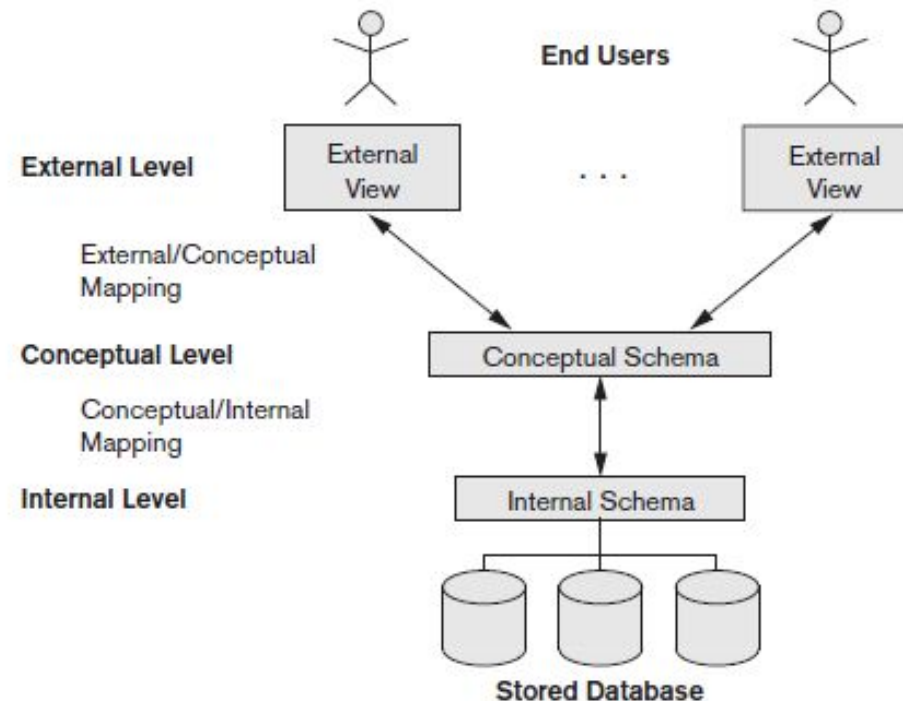 End Users
External Level
External
View
. . .
External
View
External/Conceptual
Mapping
Conceptual Level
Conceptual Schema
Conceptual/Internal
Mapping
Internal Level
Internal Schema
Stored Database